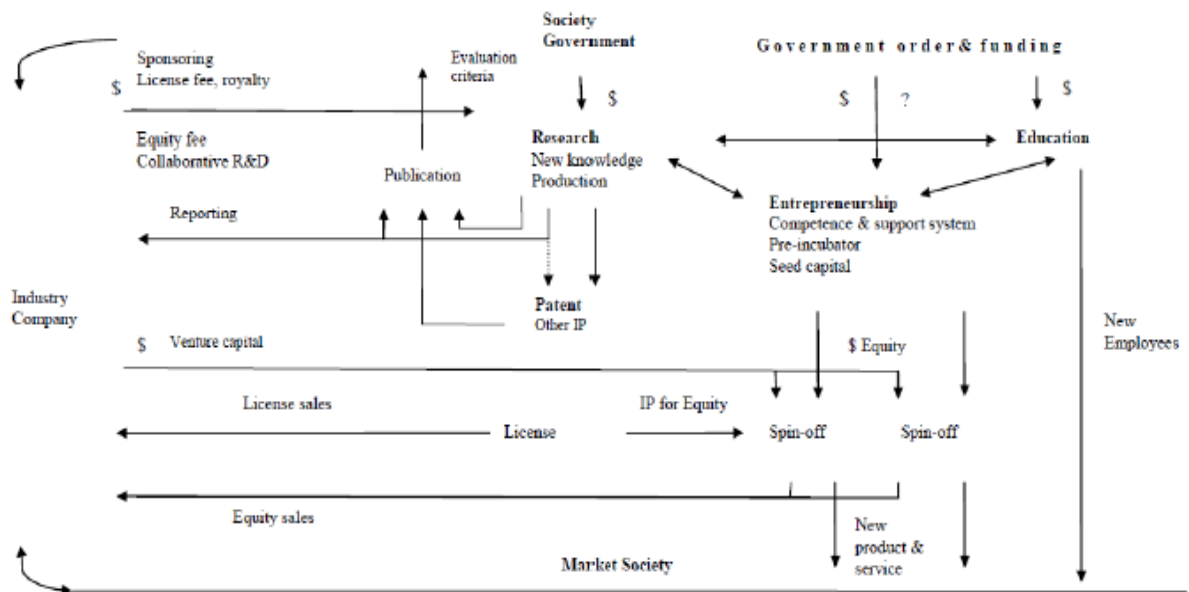 Society
Government
Government order& funding
Sponsoring
License fee, royalty
Evaluation
criteria
$
$
$
?
$
Equity fee
Collaborative R&D
Research
New knowledge
Production
Education
Publication
Reporting
Entrepreneurship
Competence & support system
Pre-incubator
Seed capital
Industry
Company
Patent
Other IP
New
Employees
$ Venture capital
$ Equity
License sales
IP for Equity
License
Spin-off
Spin-off
Equity sales
New
product &
service
Market Society